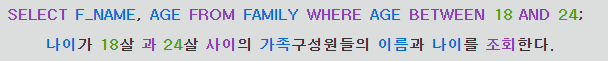 SELECT F_NAME, AGE FROM FAMILY WHERE AGE BETWEEN 18 AND 24;
나이가 18살 과 24살 사이의 가족구성원들의 이름과 나이를 조회한다.